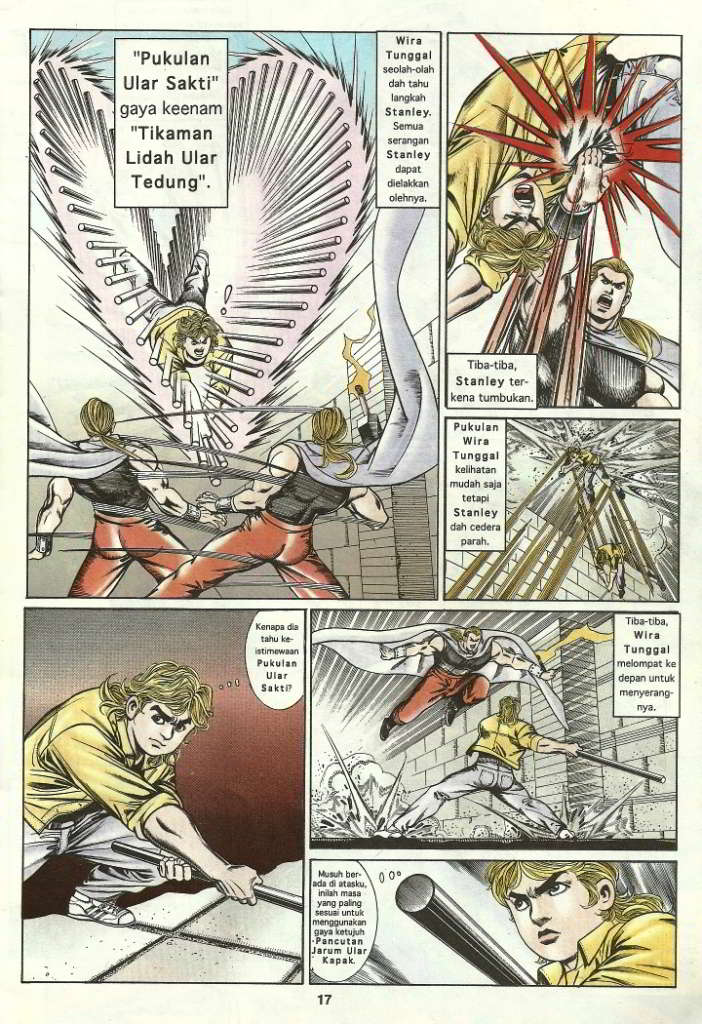 "Pukulan
Ular Sakti"
gaya keenam
"Tikaman
Lidah Ular
Tedung".
Wira
Tunggal
seolah-olah
dah tahu
langkah
Stanley.
Semua
serangan
Stanley
dapat
dielakkan
olehnya.
Tiba-tiba,
Stanley ter-
kena tumbukan.
Pukulan
Wira
Tunggal
kelihatan
mudah saja
tetapi
Stanley
dah cedera
parah.
Kenapa dia
tahu ke-
istimewaan
Pukulan
Ular
Sakti?
Tiba-tiba,
Wira
Tunggal
melompat ke
depan untuk
menyerang-
nya.
Musuh ber-
ada di atasku,
inilah masa
yang paling
sesuai untuk
menggunakan
gaya ketujuh
-Pancutan
Jarum Ular
Kapak.
17